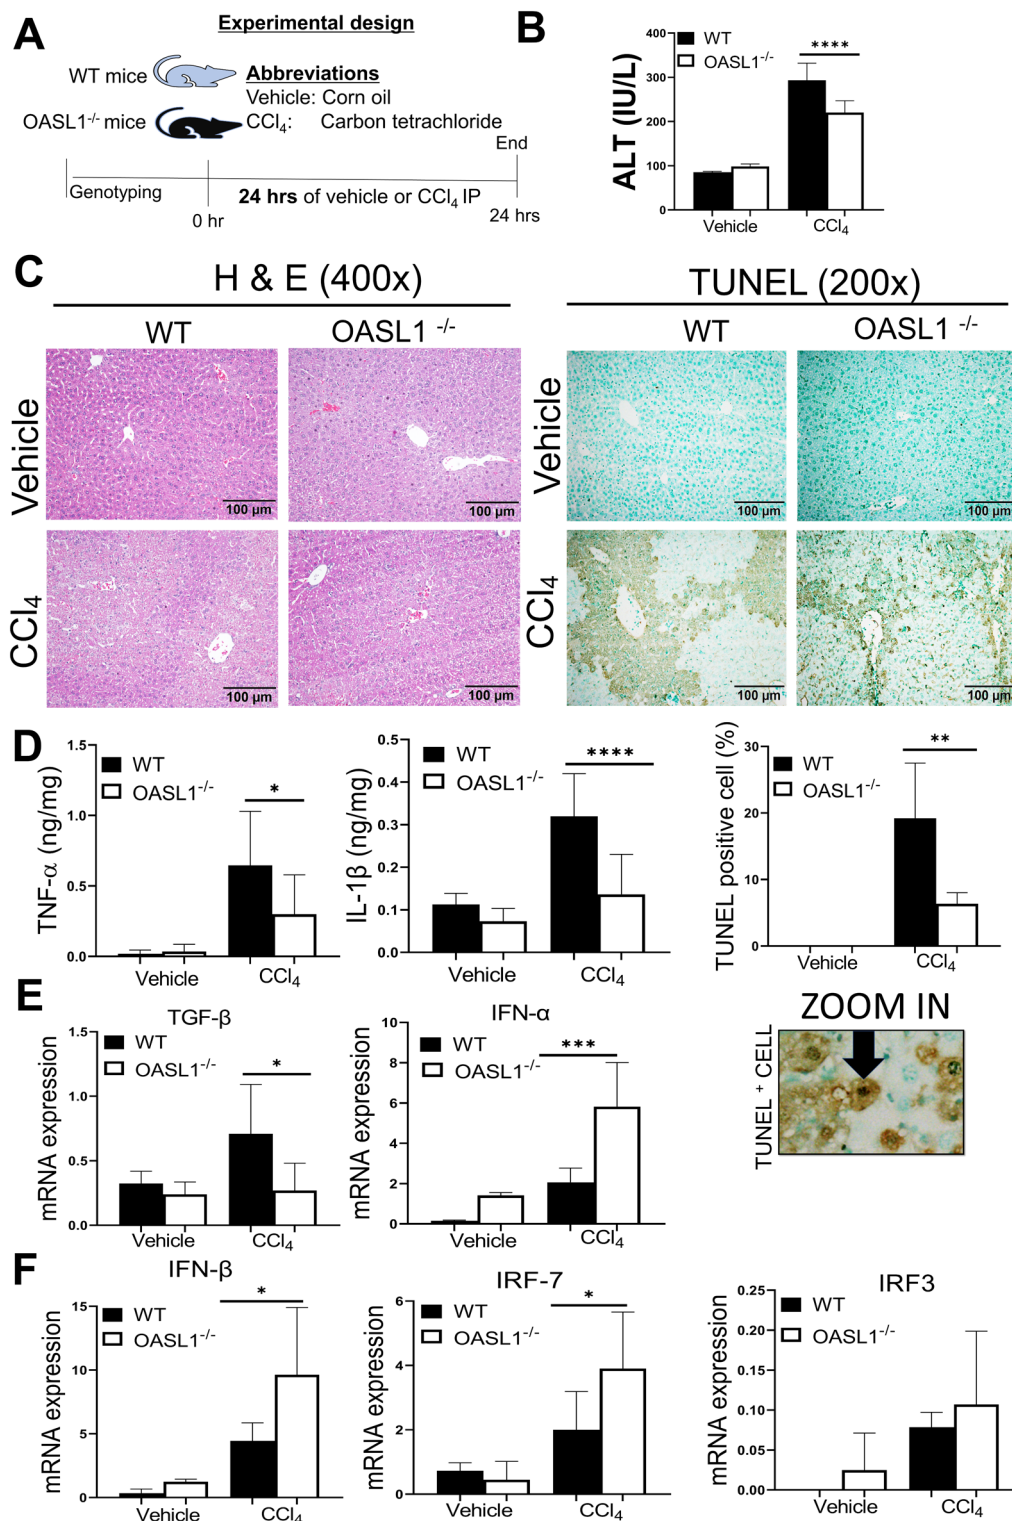 A
Experimental design
WT mice
Abbreviations
Vehicle: Corn oil
OASL1-/- mice
CCl4: Carbon tetrachloride
End
Genotyping
24 hrs of vehicle or CCl4 IP
0 hr
24 hrs
B
ALT (IU/L)
400
300
200
100
0
WT
OASL1-/-
****
Vehicle
CCl4
C
H & E (400x)
TUNEL (200x)
WT
OASL1 -/-
WT
OASL1 -/-
Vehicle
100 µm
100 µm
Vehicle
100 µm
100 µm
CCl4
100 µm
100 µm
CCl4
100 µm
100 µm
D
TNF-α (ng/mg)
1.5
1.0
0.5
0.0
WT
OASL1-/-
*
Vehicle
CCl4
IL-1β (ng/mg)
0.5
0.4
0.3
0.2
0.1
0.0
WT
OASL1-/-
****
Vehicle
CCl4
TUNEL positive cell (%)
30
20
10
0
WT
OASL1-/-
**
Vehicle
CCl4
E
TGF-β
mRNA expression
1.5
1.0
0.5
0.0
WT
OASL1-/-
*
Vehicle
CCl4
IFN-α
mRNA expression
10
8
6
4
2
0
WT
OASL1-/-
***
Vehicle
CCl4
ZOOM IN
TUNEL + CELL
F
IFN-β
mRNA expression
15
10
5
0
WT
OASL1-/-
*
Vehicle
CCl4
IRF-7
mRNA expression
6
4
2
0
WT
OASL1-/-
*
Vehicle
CCl4
IRF3
mRNA expression
0.20
0.15
0.10
0.05
0.00
WT
OASL1-/-
Vehicle
CCl4